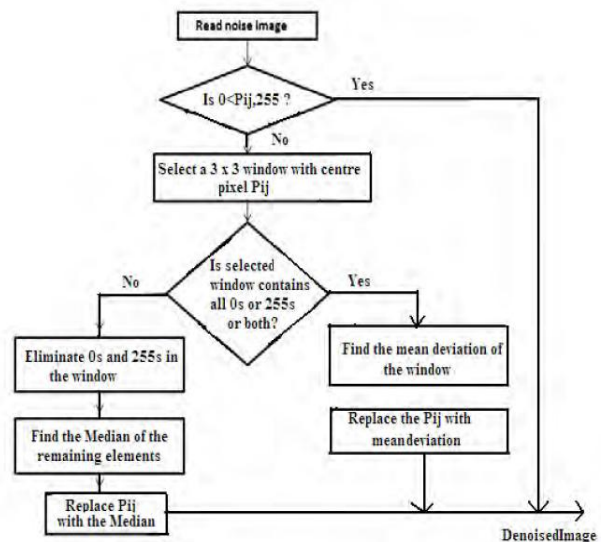 Read noise image
Is 0<Pij,255 ?
Yes
No
Select a 3 x 3 window with centre
pixel Pij
Is selected
window contains
all 0s or 255s
or both?
No
Yes
Eliminate 0s and 255s in
the window
Find the mean deviation of
the window
Find the Median of the
remaining elements
Replace the Pij with
meandeviation
Replace Pij
with the Median
DenoisedImage